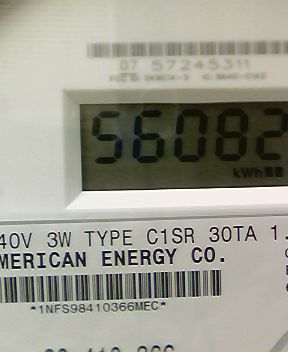 07 57245311
56082
kWh
40V 3W TYPE C1SR 30TA 1.
MERICAN ENERGY CO.
*1NFS98410366MEC*